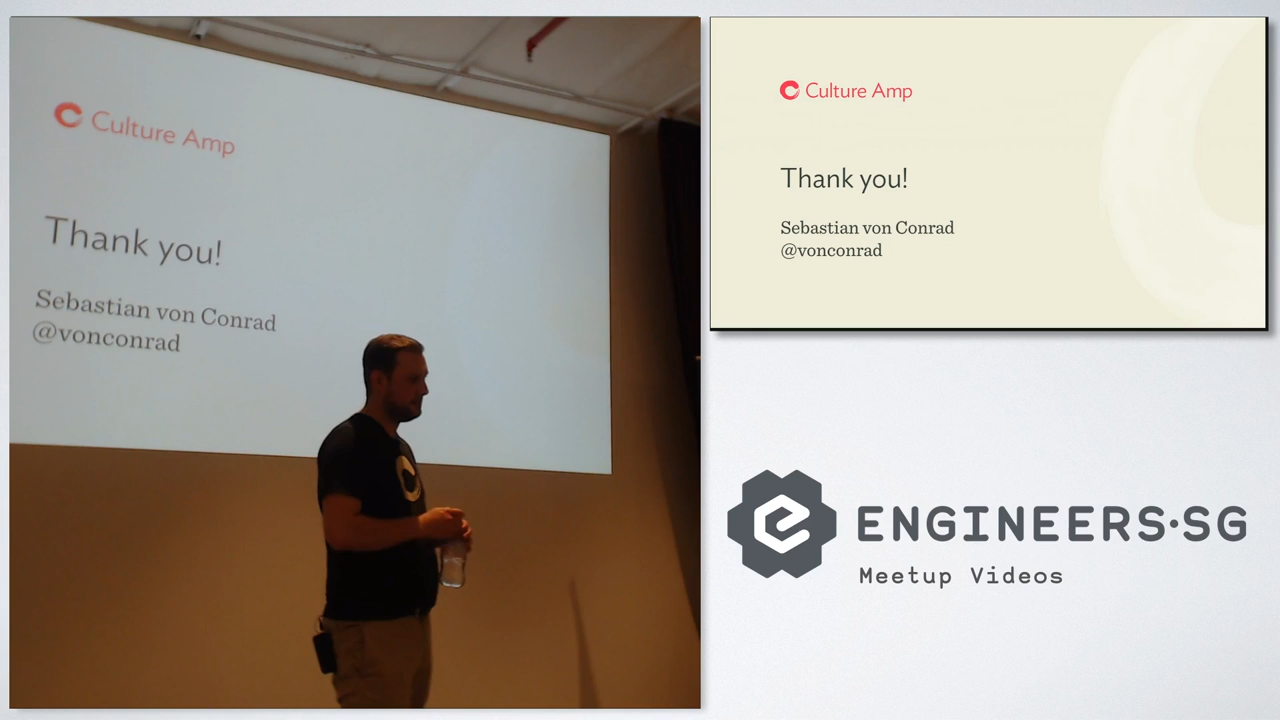 Culture Amp
Thank you!
Sebastian von Conrad
@vonconrad
Culture Amp
Thank you!
Sebastian von Conrad
@vonconrad
ENGINEERS·SG
Meetup Videos